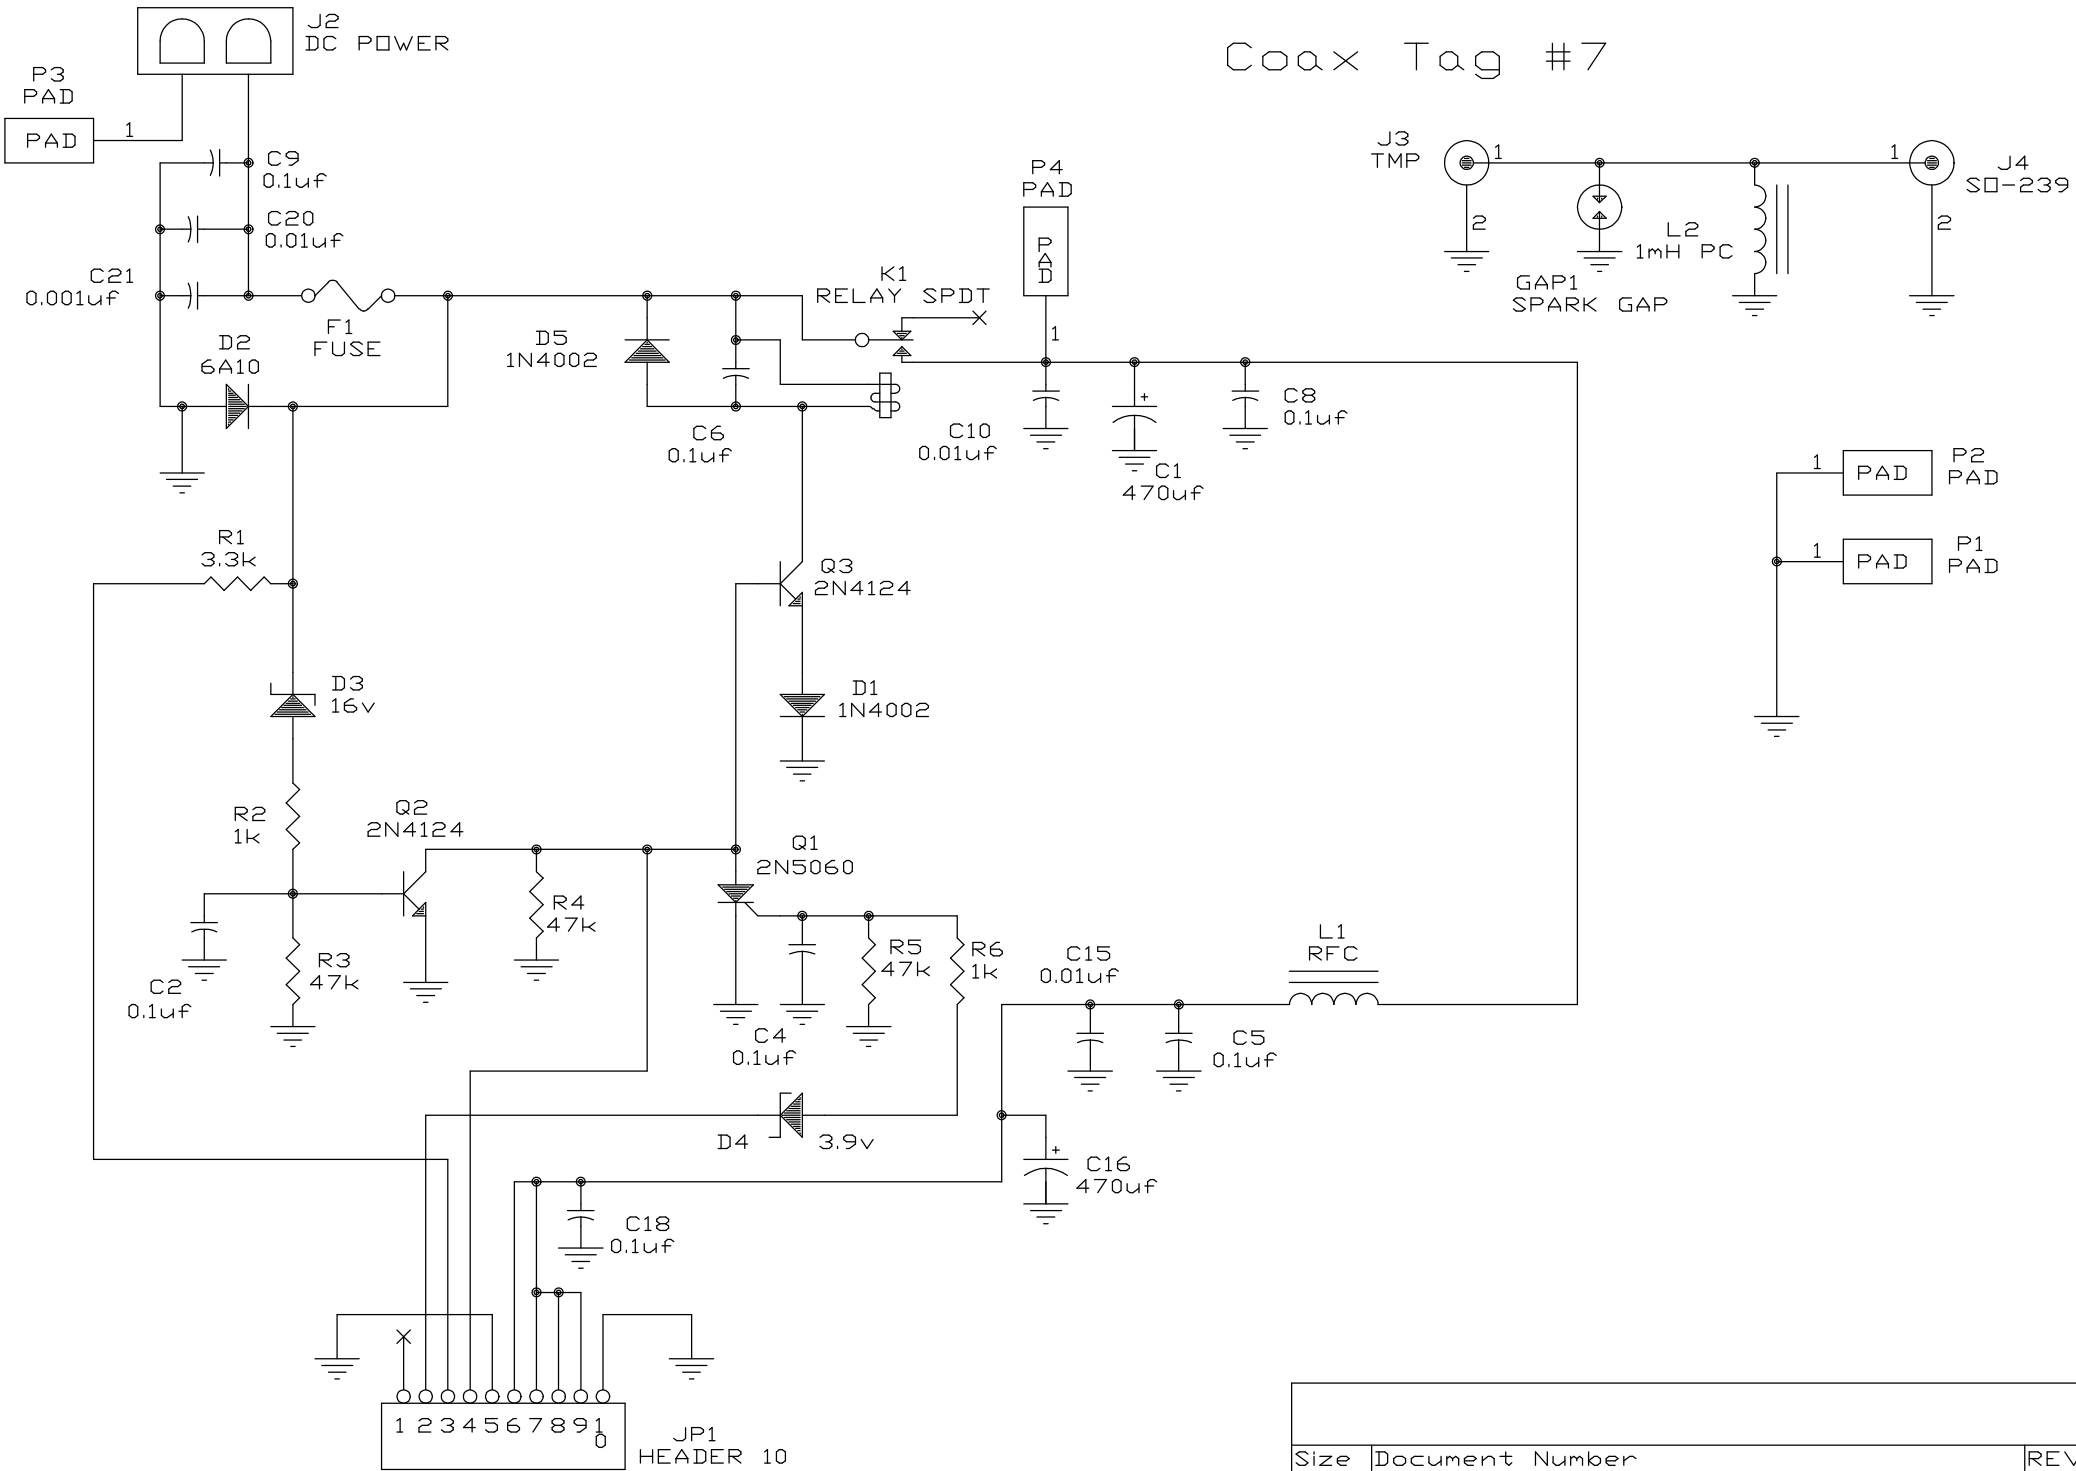 J2
DC POWER
Coax Tag #7
P3
PAD
PAD
1
C9
0.1uf
C20
0.01uf
C21
0.001uf
F1
FUSE
D2
6A10
D5
1N4002
C6
0.1uf
K1
RELAY SPDT
P4
PAD
PAD
1
C10
0.01uf
C1
470uf
+
C8
0.1uf
J3
TMP
1
2
GAP1
SPARK GAP
L2
1mH PC
1
2
J4
SO-239
1
PAD
P2
PAD
1
PAD
P1
PAD
R1
3.3k
Q3
2N4124
D3
16v
D1
1N4002
R2
1k
Q2
2N4124
Q1
2N5060
R4
47k
R3
47k
C2
0.1uf
R5
47k
R6
1k
C4
0.1uf
C15
0.01uf
L1
RFC
C5
0.1uf
D4
3.9v
+
C16
470uf
C18
0.1uf
1 2 3 4 5 6 7 8 9 10
JP1
HEADER 10
Size
Document Number
REV